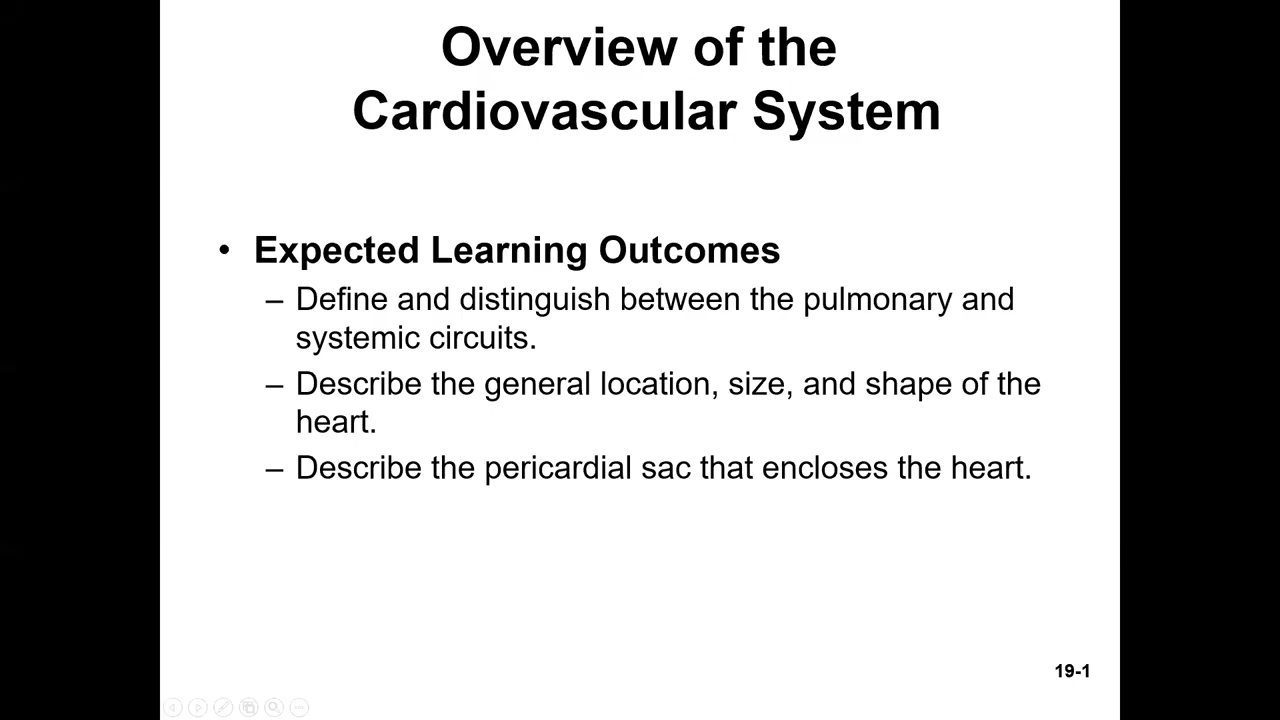 Overview of the
Cardiovascular System
• Expected Learning Outcomes
– Define and distinguish between the pulmonary and
systemic circuits.
– Describe the general location, size, and shape of the
heart.
– Describe the pericardial sac that encloses the heart.
19-1